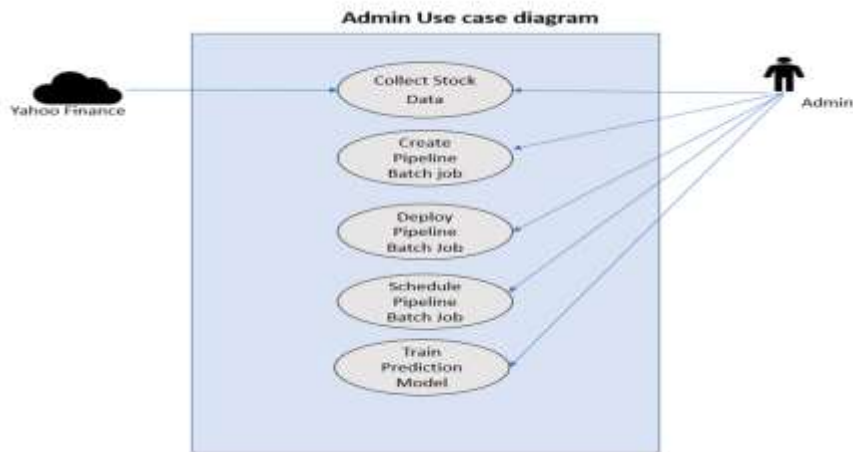 Admin Use case diagram
Collect Stock
Data
Yahoo Finance
Admin
Create
Pipeline
Batch job
Deploy
Pipeline
Batch Job
Schedule
Pipeline
Batch Job
Train
Prediction
Model